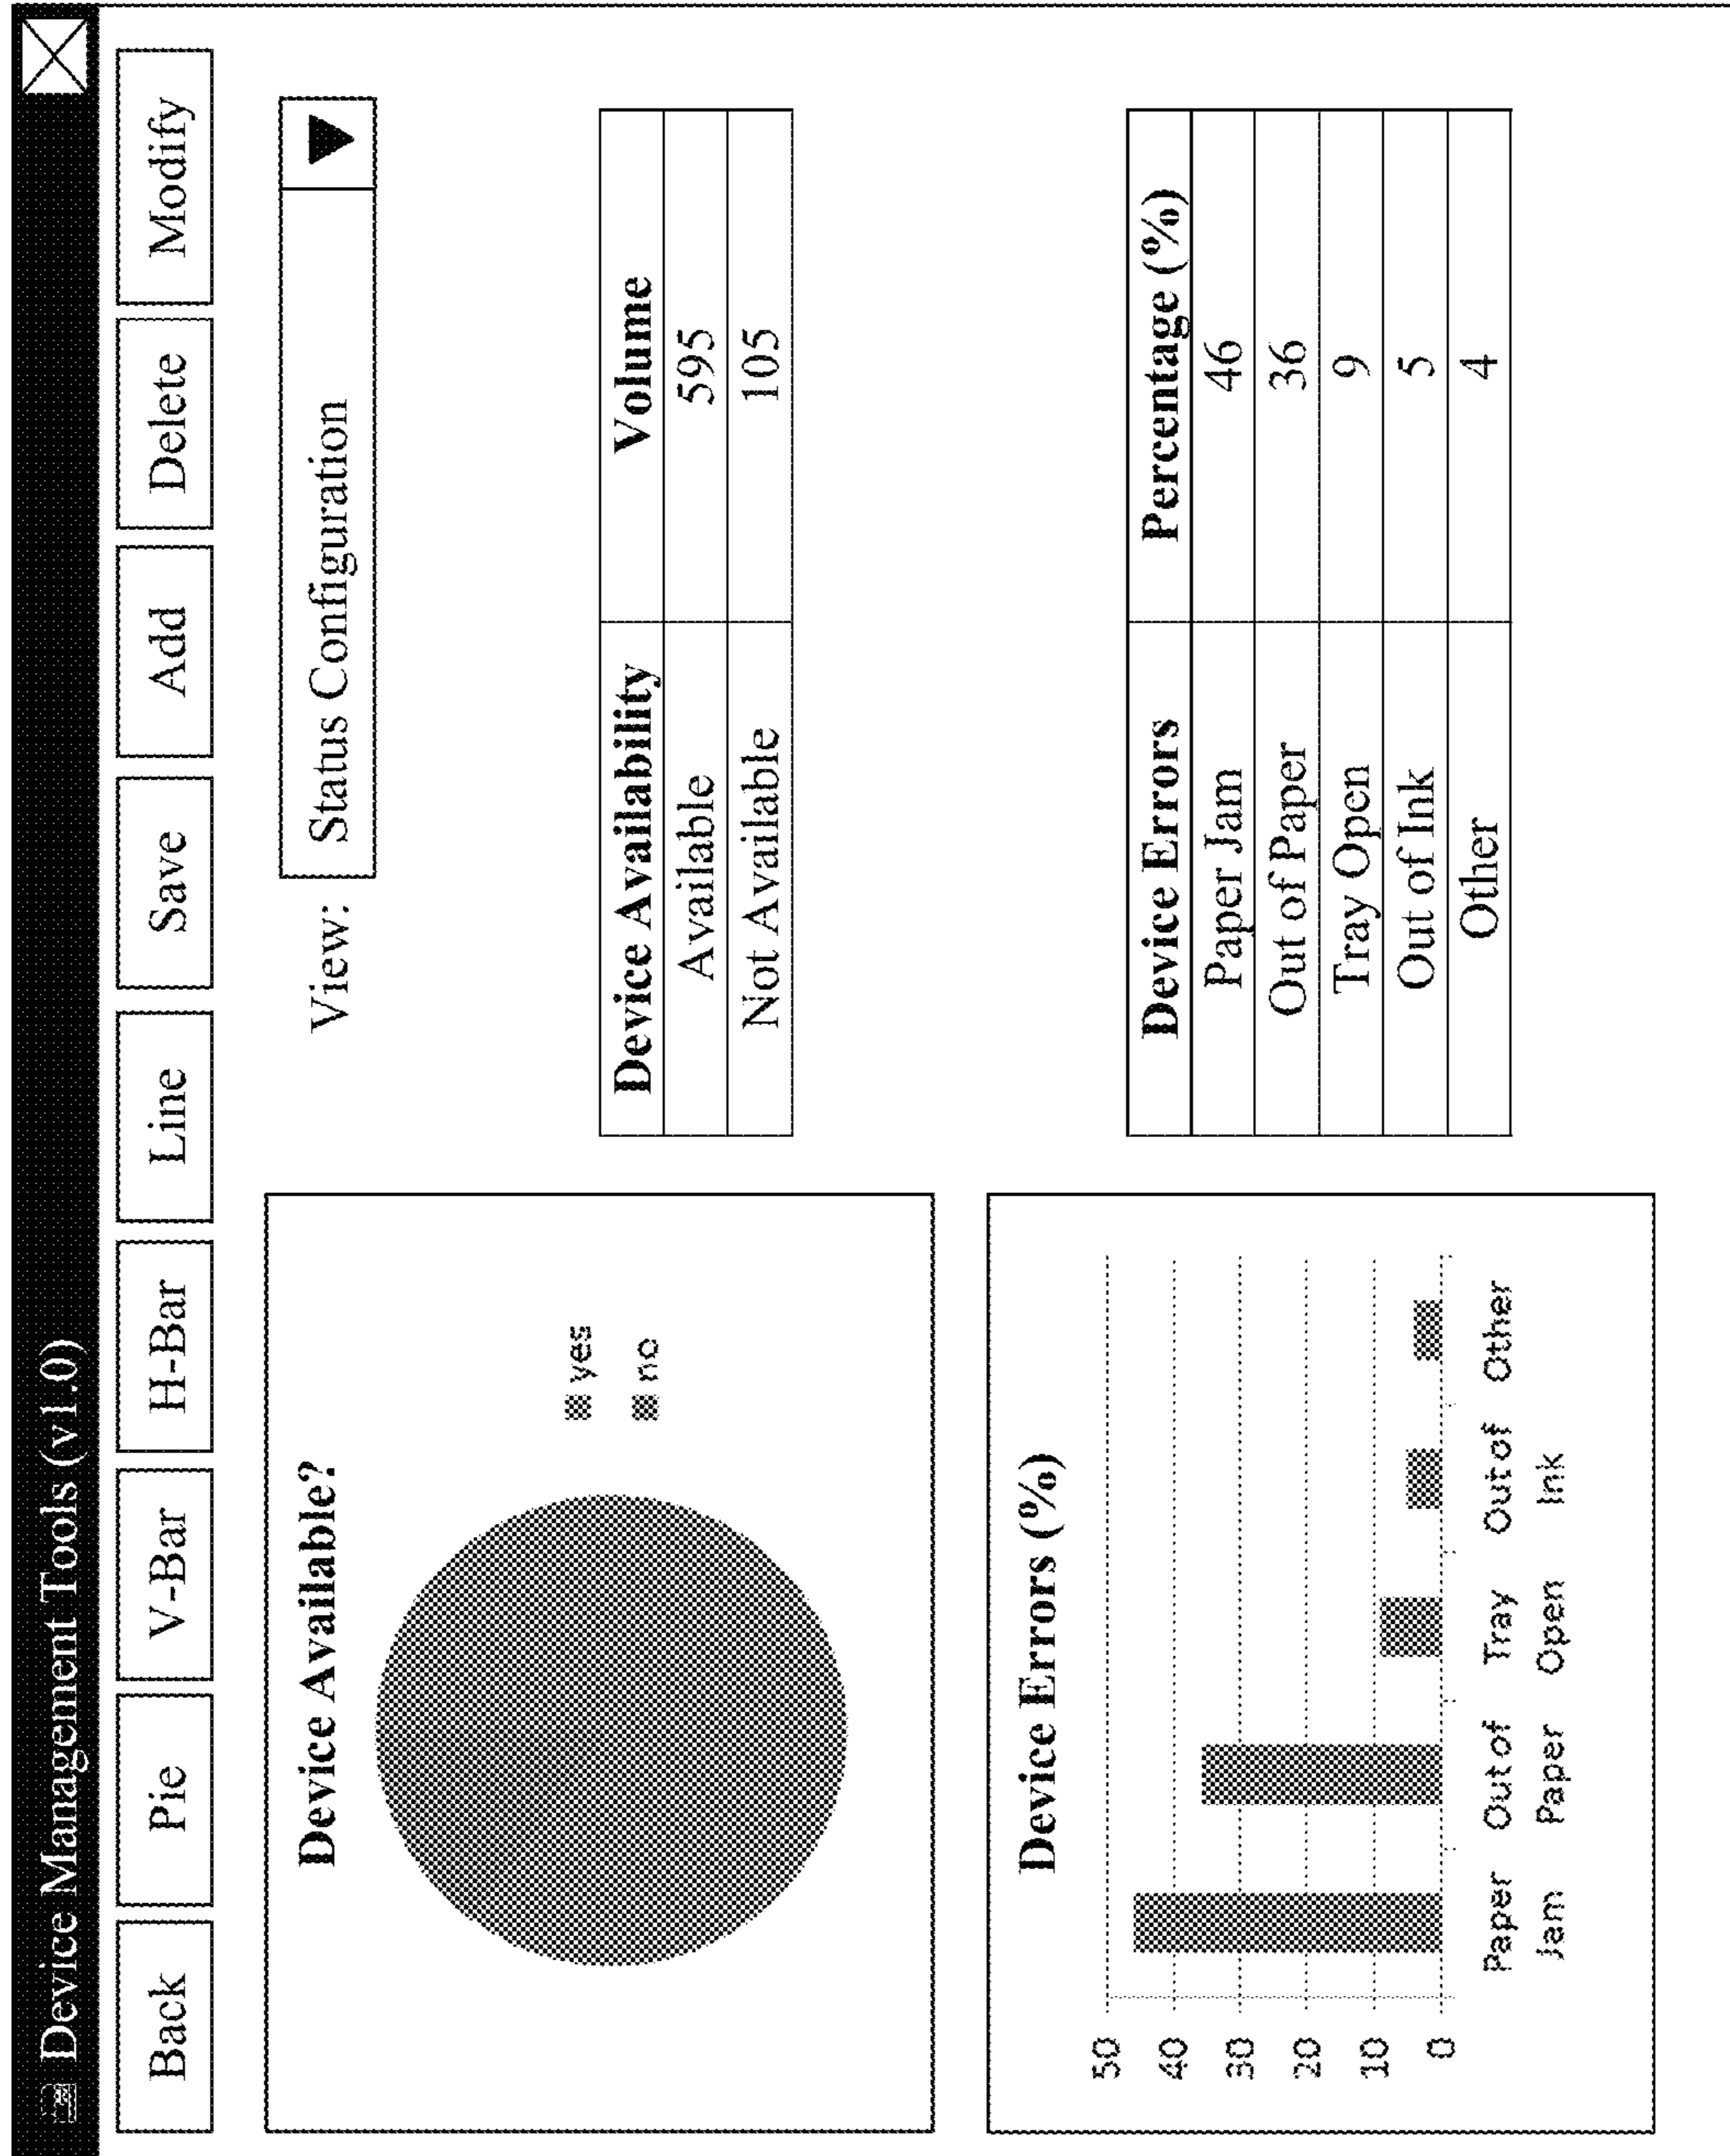 Device Management Tools (v1.0)
Back Pie V-Bar H-Bar Line Save Add Delete Modify
View: Status Configuration
Device Available?
yes
no
Device Availability Volume
Available 595
Not Available 105
Device Errors (%)
50
40
30
20
10
0
Paper Out of Tray Out of Other
Jam Paper Open Ink
Device Errors Percentage (%)
Paper Jam 46
Out of Paper 36
Tray Open 9
Out of Ink 5
Other 4